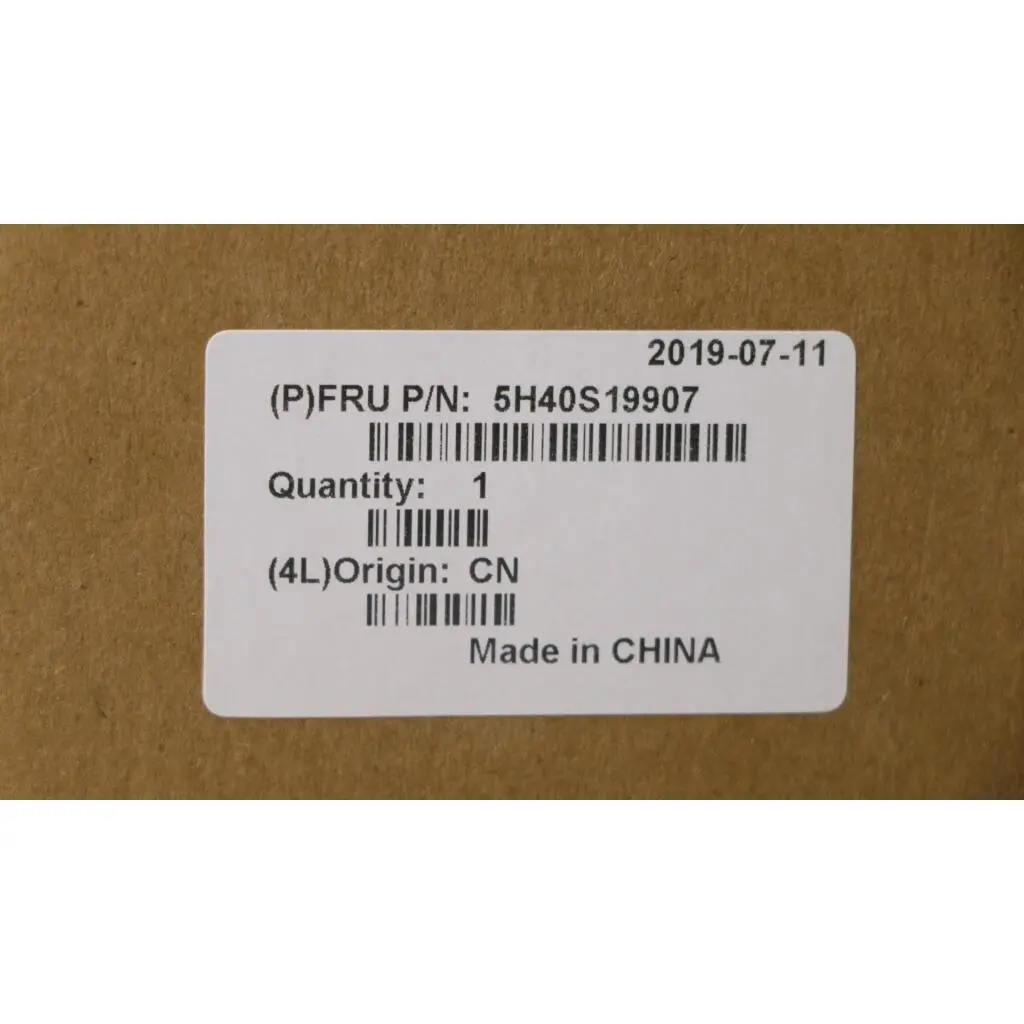 2019-07-11
(P)FRU P/N: 5H40S19907
Quantity: 1
(4L)Origin: CN
Made in CHINA